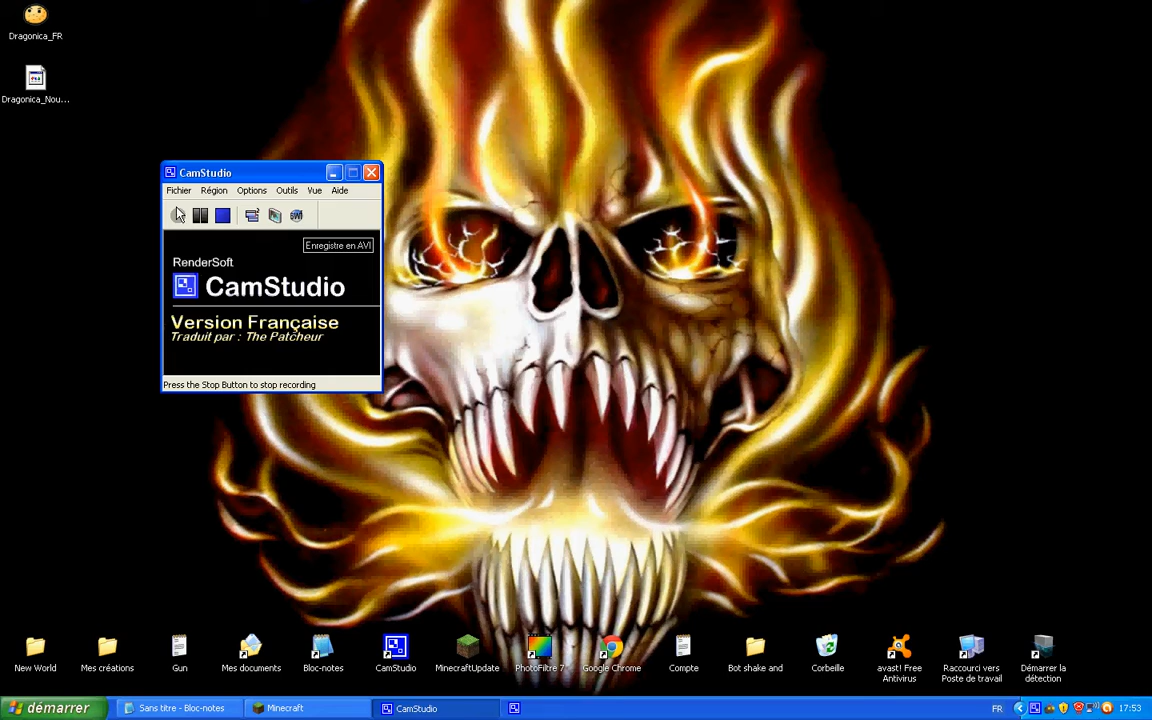 Dragonica_FR
Dragonica_Nou...
CamStudio
Fichier Région Options Outils Vue Aide
Enregistre en AVI
RenderSoft
CamStudio
Version Française
Traduit par : The Patcheur
Press the Stop Button to stop recording
New World
Mes créations
Gun
Mes documents
Bloc-notes
CamStudio
MinecraftUpdate
PhotoFiltre 7
Google Chrome
Compte
Bot shake and
Corbeille
avast! Free
Antivirus
Raccourci vers
Poste de travail
Démarrer la
détection
démarrer
Sans titre - Bloc-notes
Minecraft
CamStudio
FR
17:53